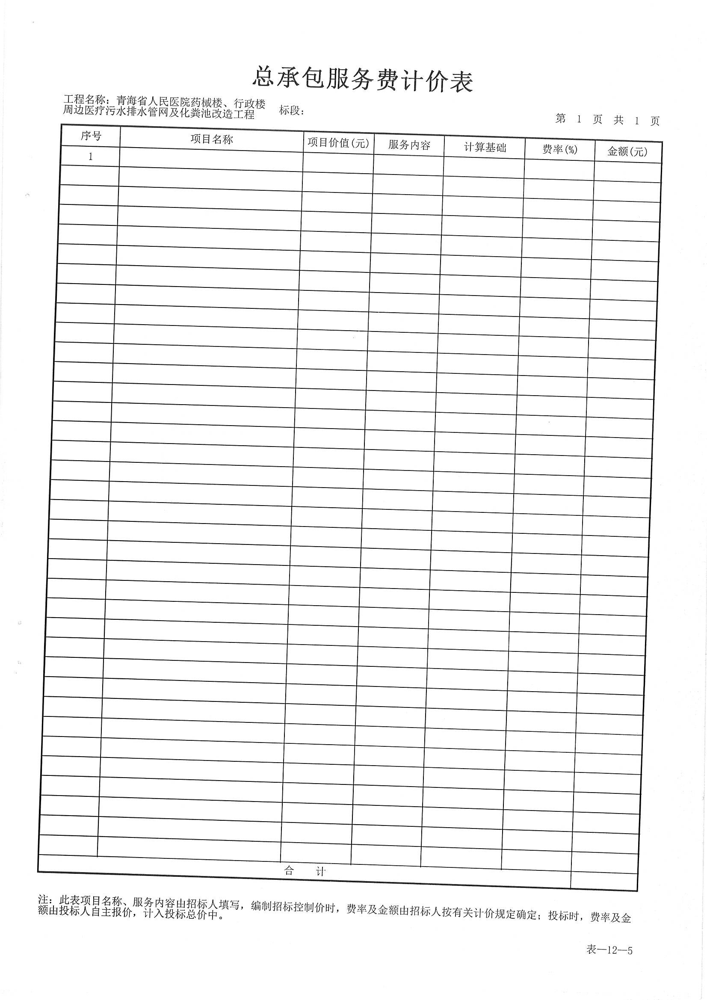 总承包服务费计价表
工程名称：青海省人民医院药械楼、行政楼
周边医疗污水排水管网及化粪池改造工程
标段：
第 1 页 共 1 页
序号 项目名称 项目价值(元) 服务内容 计算基础 费率(%) 金额(元)
1
合 计
注：此表项目名称、服务内容由招标人填写，编制招标控制价时，费率及金额由招标人按有关计价规定确定；投标时，费率及金
额由投标人自主报价，计入投标总价中。
表—12—5